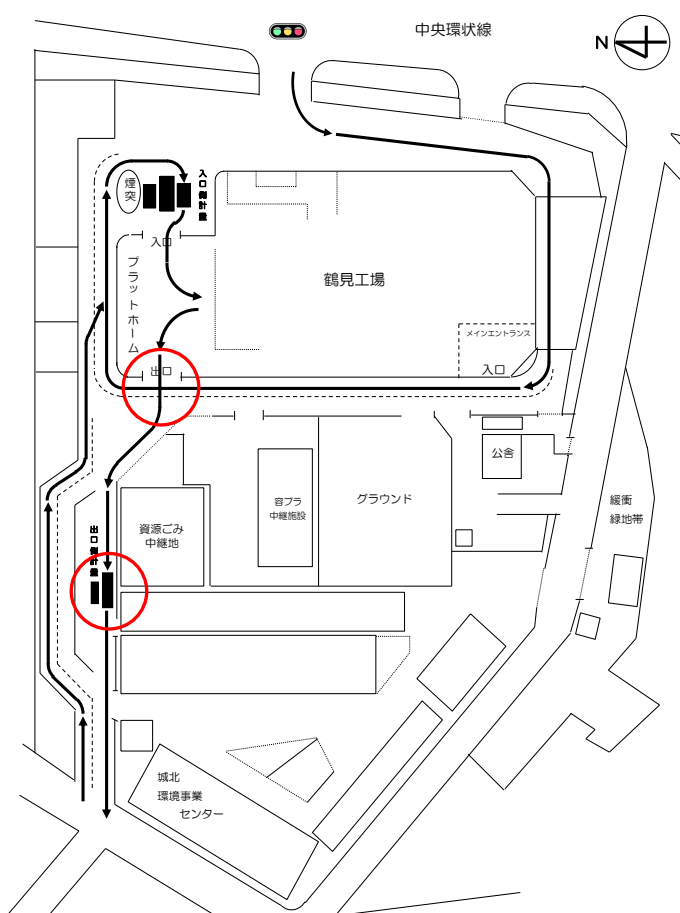 中央環状線
N
煙突
入口側計量
入口
プラットホーム
鶴見工場
メインエントランス
出口
入口
公舎
容プラ
中継施設
グラウンド
資源ごみ
中継地
緩衝
緑地帯
出口側計量
城北
環境事業
センター